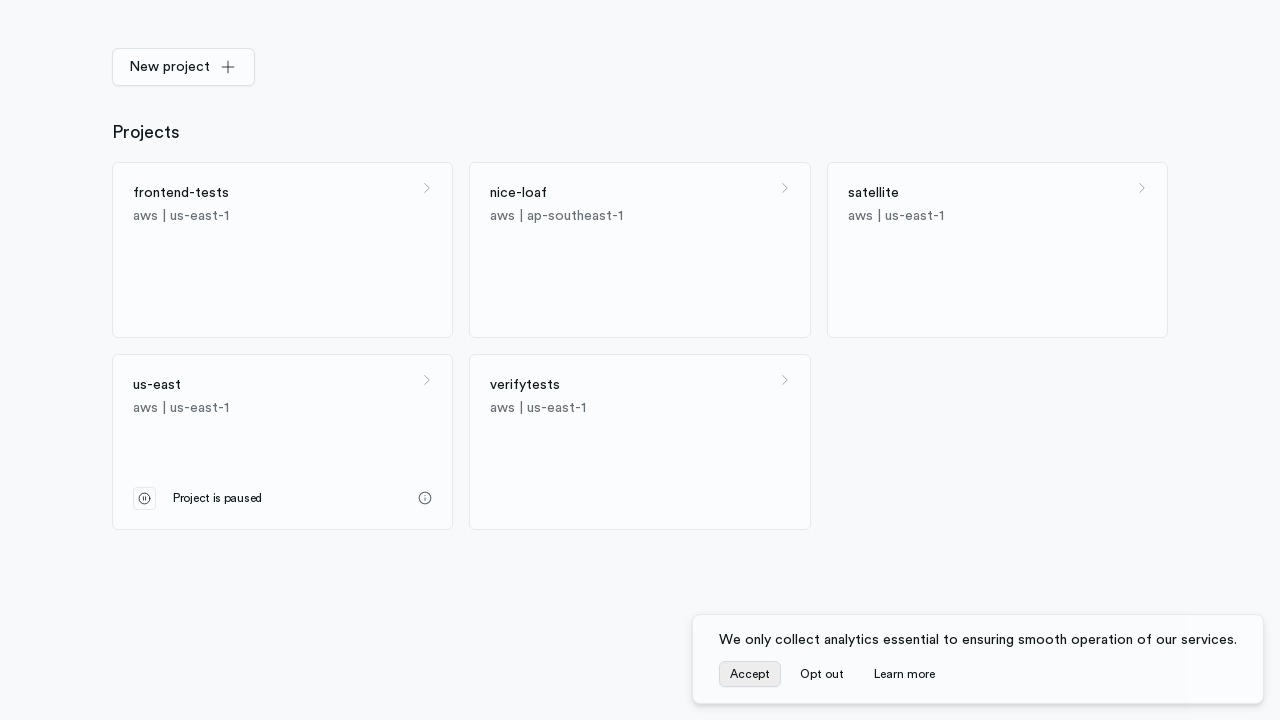 New project
Projects
frontend-tests
aws | us-east-1
nice-loaf
aws | ap-southeast-1
satellite
aws | us-east-1
us-east
aws | us-east-1
Project is paused
verifytests
aws | us-east-1
We only collect analytics essential to ensuring smooth operation of our services.
Accept Opt out Learn more